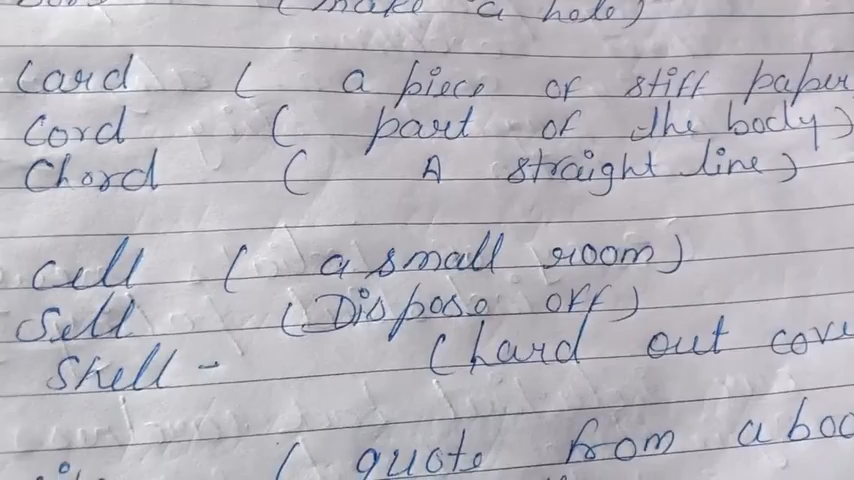 (make a hole)
Card ( a piece of stiff paper
Cord ( part of the body)
Chord ( A straight line)
Cell ( a small room)
Sell (Dispose off)
Shell - (hard out cove
( quote from a boo